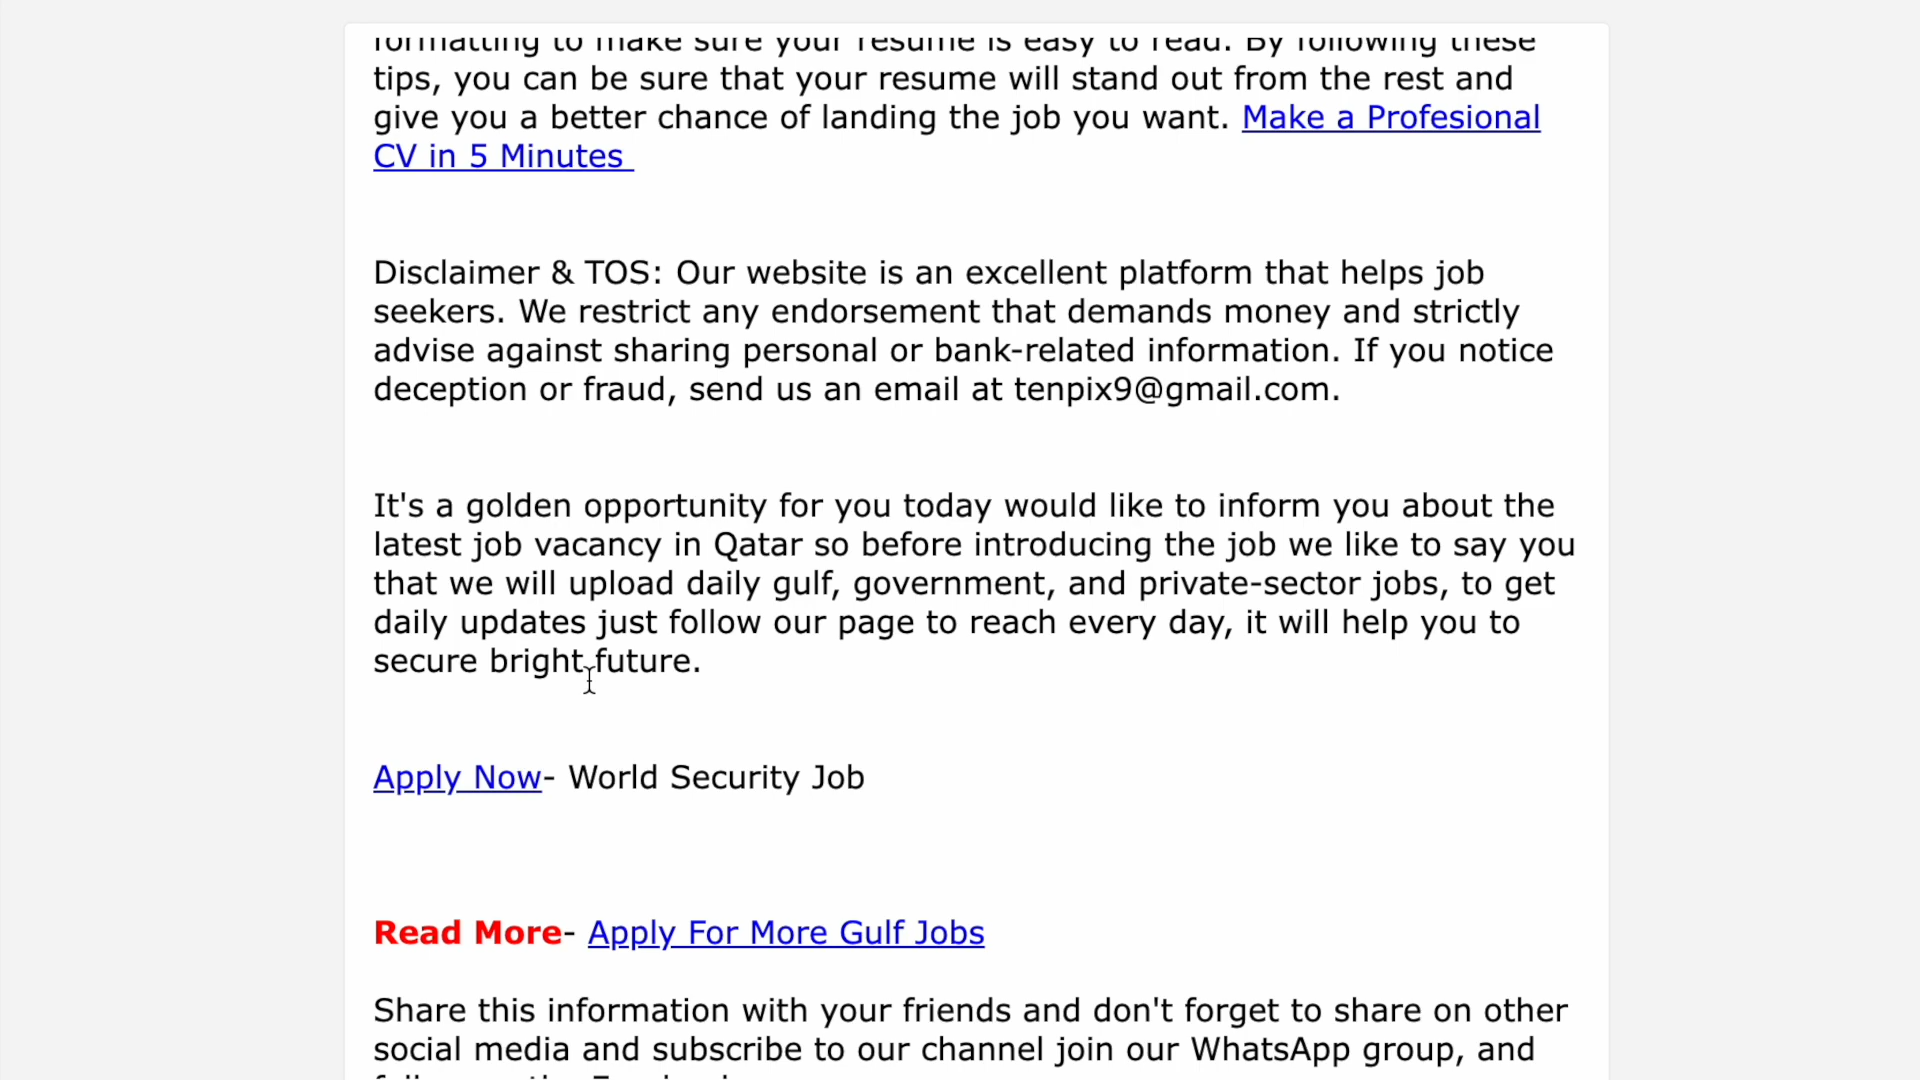 formatting to make sure your resume is easy to read. By following these
tips, you can be sure that your resume will stand out from the rest and
give you a better chance of landing the job you want. Make a Profesional
CV in 5 Minutes
Disclaimer & TOS: Our website is an excellent platform that helps job
seekers. We restrict any endorsement that demands money and strictly
advise against sharing personal or bank-related information. If you notice
deception or fraud, send us an email at tenpix9@gmail.com.
It's a golden opportunity for you today would like to inform you about the
latest job vacancy in Qatar so before introducing the job we like to say you
that we will upload daily gulf, government, and private-sector jobs, to get
daily updates just follow our page to reach every day, it will help you to
secure bright future.
Apply Now- World Security Job
Read More- Apply For More Gulf Jobs
Share this information with your friends and don't forget to share on other
social media and subscribe to our channel join our WhatsApp group, and